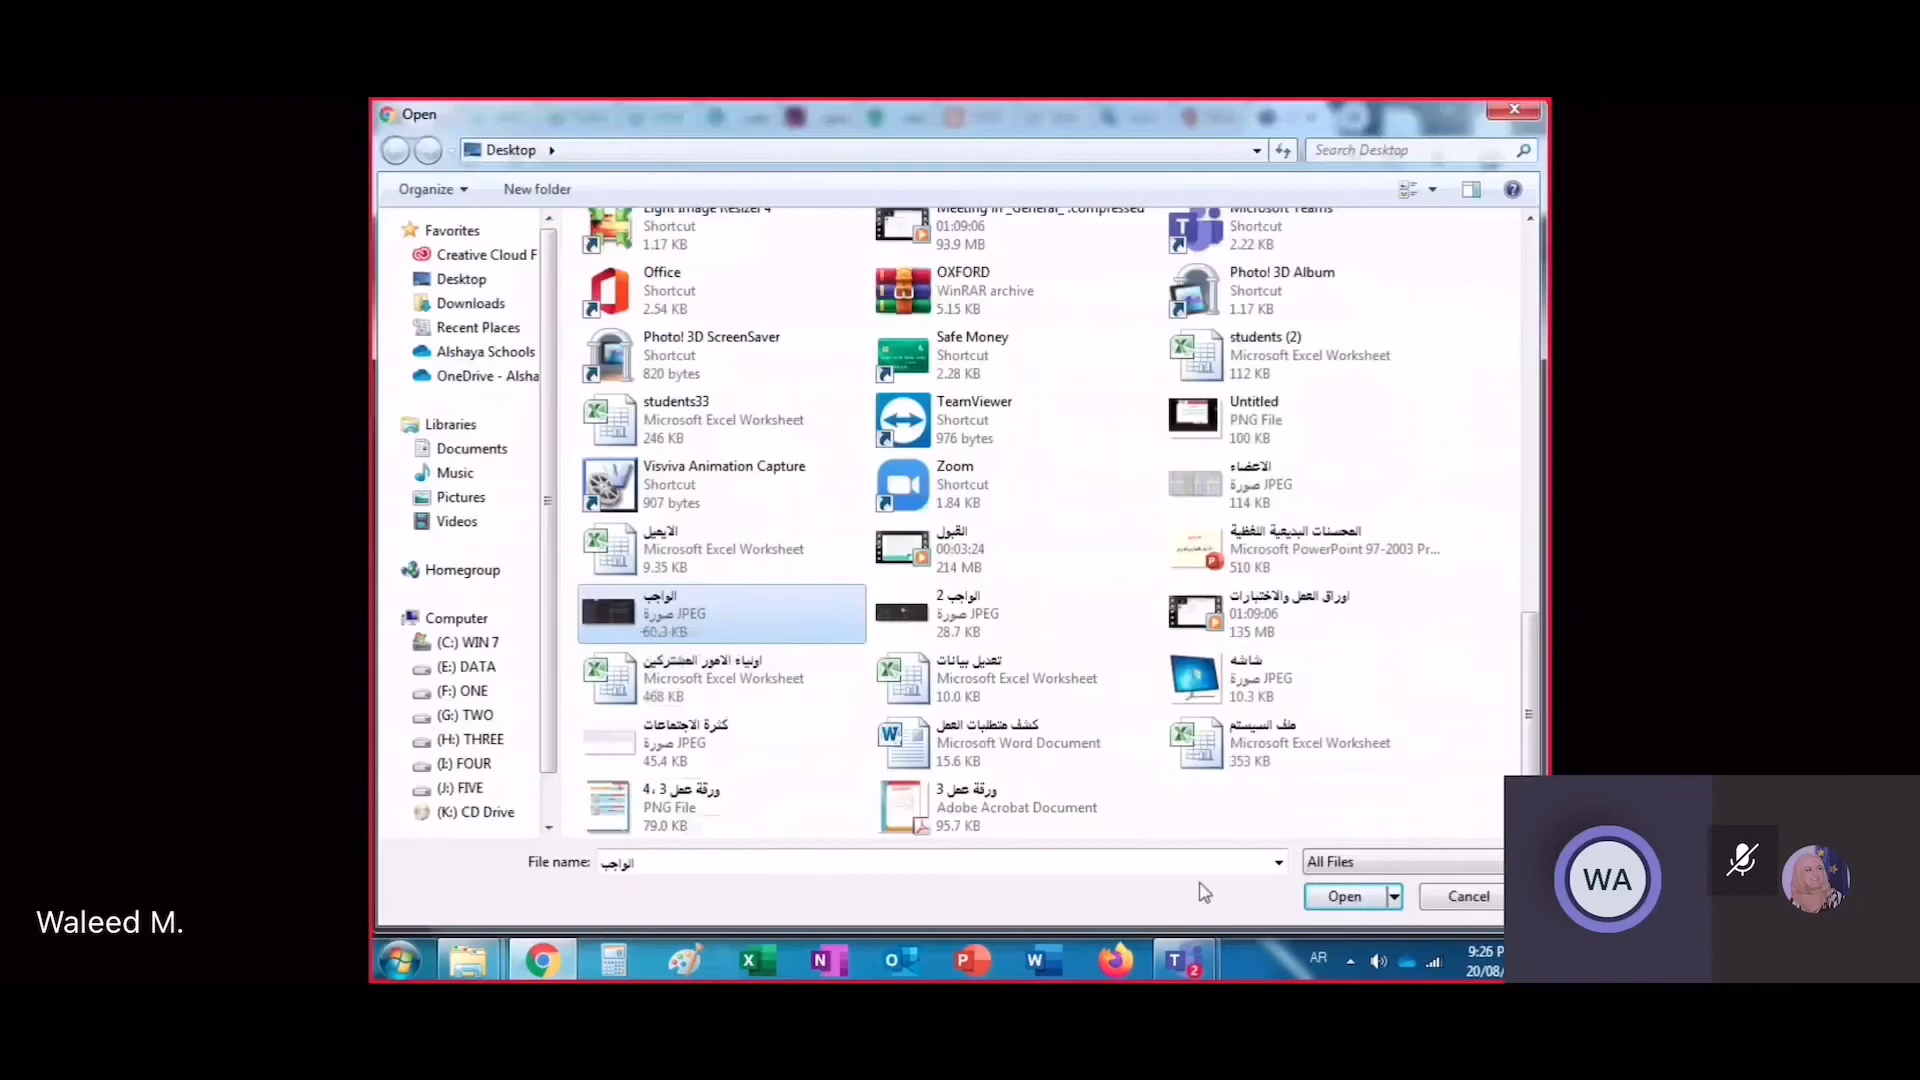 Open
Desktop
Search Desktop
Organize
New folder
Favorites
Creative Cloud F
Desktop
Downloads
Recent Places
Alshaya Schools
OneDrive - Alsha
Libraries
Documents
Music
Pictures
Videos
Homegroup
Computer
(C:) WIN 7
(E:) DATA
(F:) ONE
(G:) TWO
(H:) THREE
(I:) FOUR
(J:) FIVE
(K:) CD Drive
Light Image Resizer 4
Shortcut
1.17 KB
Meeting in _General_ .compressed
01:09:06
93.9 MB
Microsoft Teams
Shortcut
2.22 KB
Office
Shortcut
2.54 KB
OXFORD
WinRAR archive
5.15 KB
Photo! 3D Album
Shortcut
1.17 KB
Photo! 3D ScreenSaver
Shortcut
820 bytes
Safe Money
Shortcut
2.28 KB
students (2)
Microsoft Excel Worksheet
112 KB
students33
Microsoft Excel Worksheet
246 KB
TeamViewer
Shortcut
976 bytes
Untitled
PNG File
100 KB
Visviva Animation Capture
Shortcut
907 bytes
Zoom
Shortcut
1.84 KB
الاعضاء
صورة JPEG
114 KB
الايميل
Microsoft Excel Worksheet
9.35 KB
القبول
00:03:24
214 MB
المحسنات البديعية اللفظية
Microsoft PowerPoint 97-2003 Pr...
510 KB
الواجب
صورة JPEG
60.3 KB
الواجب 2
صورة JPEG
28.7 KB
اوراق العمل والاختبارات
01:09:06
135 MB
اولياء الامور المشتركين
Microsoft Excel Worksheet
468 KB
تعديل بيانات
Microsoft Excel Worksheet
10.0 KB
شاشه
صورة JPEG
10.3 KB
كثرة الاجتماعات
صورة JPEG
45.4 KB
كشف متطلبات العمل
Microsoft Word Document
15.6 KB
ملف السيستم
Microsoft Excel Worksheet
353 KB
ورقة عمل 3 ،4
PNG File
79.0 KB
ورقة عمل 3
Adobe Acrobat Document
95.7 KB
File name:
الواجب
All Files
Open
Cancel
WA
Waleed M.
AR
9:26 P
20/08/